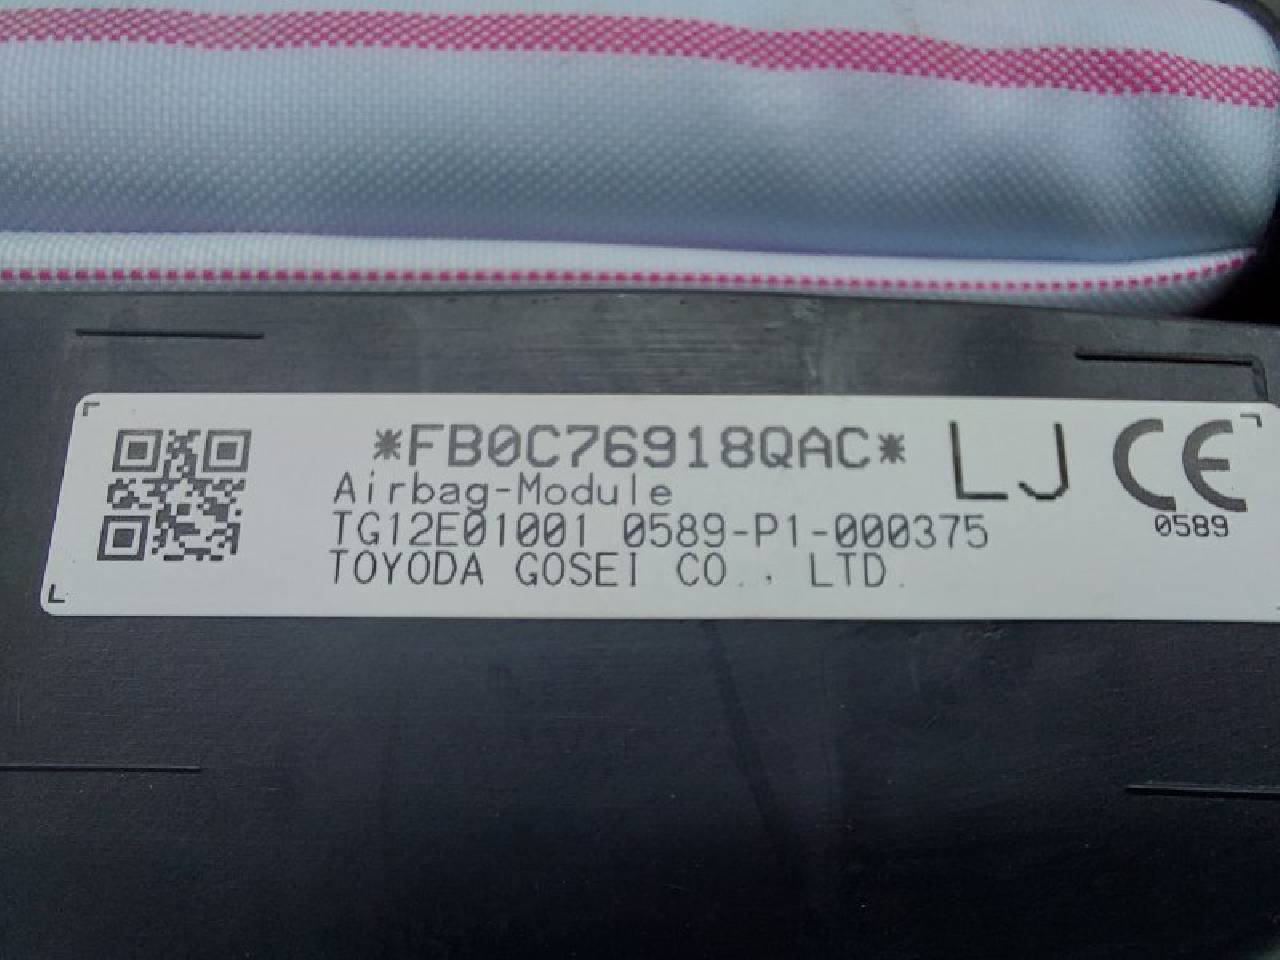 *FB0C76918QAC* LJ CE
Airbag-Module
TG12E01001 0589-P1-000375 0589
TOYODA GOSEI CO., LTD.